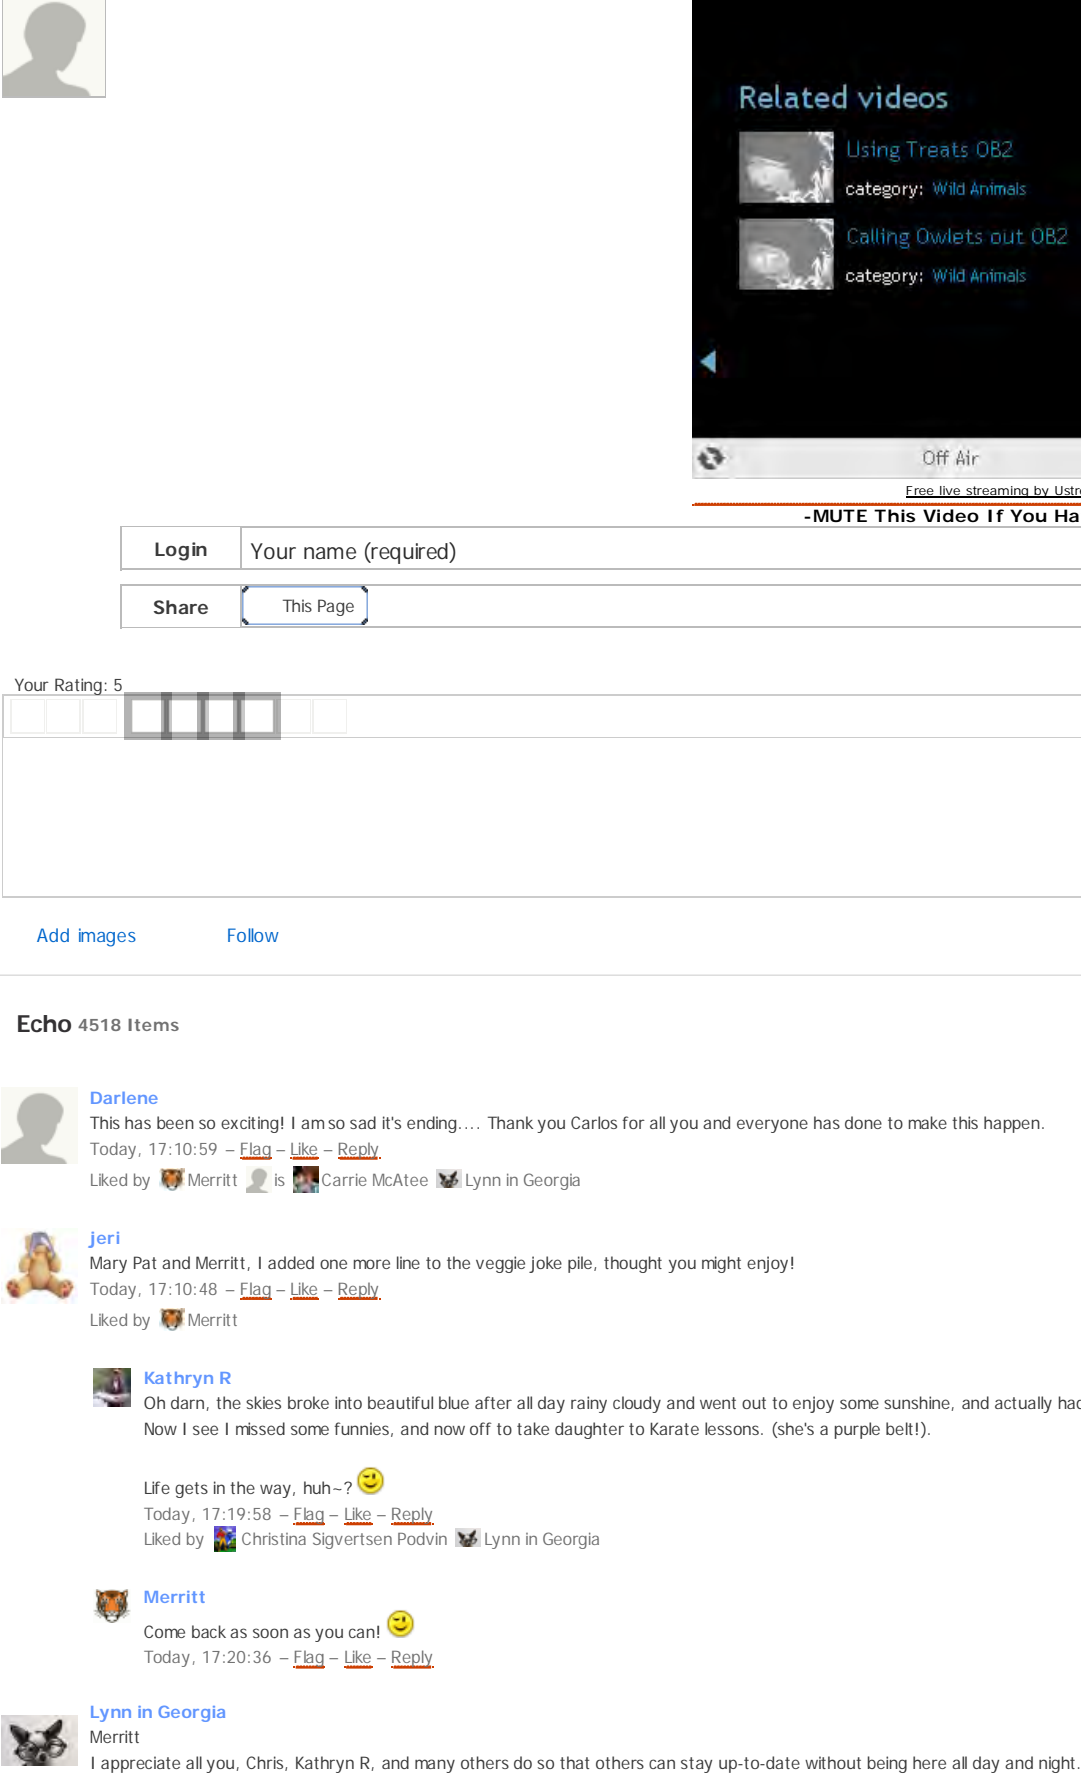 Related videos
Using Treats OB2
category: Wild Animals
Calling Owlets out OB2
category: Wild Animals
Off Air
Free live streaming by Ustr
-MUTE This Video If You Ha
Login Your name (required)
Share This Page
Your Rating: 5
Add images Follow
Echo 4518 Items
Darlene
This has been so exciting! I am so sad it's ending.... Thank you Carlos for all you and everyone has done to make this happen.
Today, 17:10:59 – Flag – Like – Reply
Liked by Merritt is Carrie McAtee Lynn in Georgia
jeri
Mary Pat and Merritt, I added one more line to the veggie joke pile, thought you might enjoy!
Today, 17:10:48 – Flag – Like – Reply
Liked by Merritt
Kathryn R
Oh darn, the skies broke into beautiful blue after all day rainy cloudy and went out to enjoy some sunshine, and actually had
Now I see I missed some funnies, and now off to take daughter to Karate lessons. (she's a purple belt!).
Life gets in the way, huh~?
Today, 17:19:58 – Flag – Like – Reply
Liked by Christina Sigvertsen Podvin Lynn in Georgia
Merritt
Come back as soon as you can!
Today, 17:20:36 – Flag – Like – Reply
Lynn in Georgia
Merritt
I appreciate all you, Chris, Kathryn R, and many others do so that others can stay up-to-date without being here all day and night.